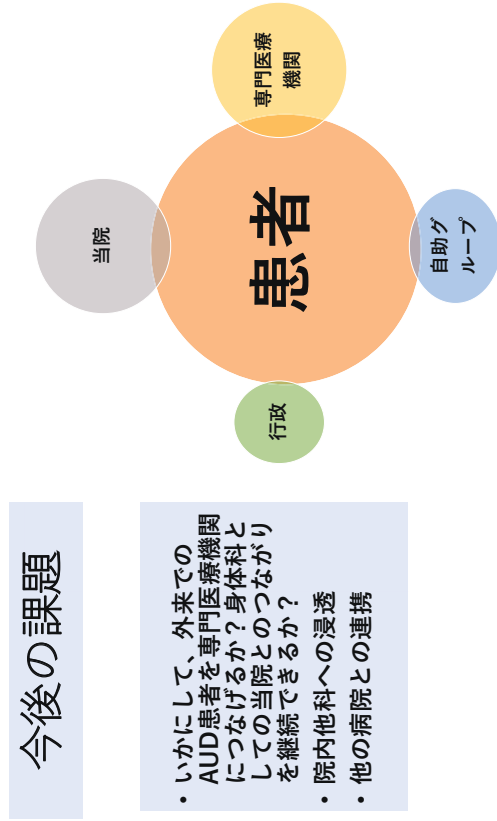 今後の課題
・いかにして、外来での
AUD患者を専門医療機関
につなげるか？身体科と
しての当院とのつながり
を継続できるか？
・院内他科への浸透
・他の病院との連携
当院
専門医療
機関
患者
行政
自助グ
ループ